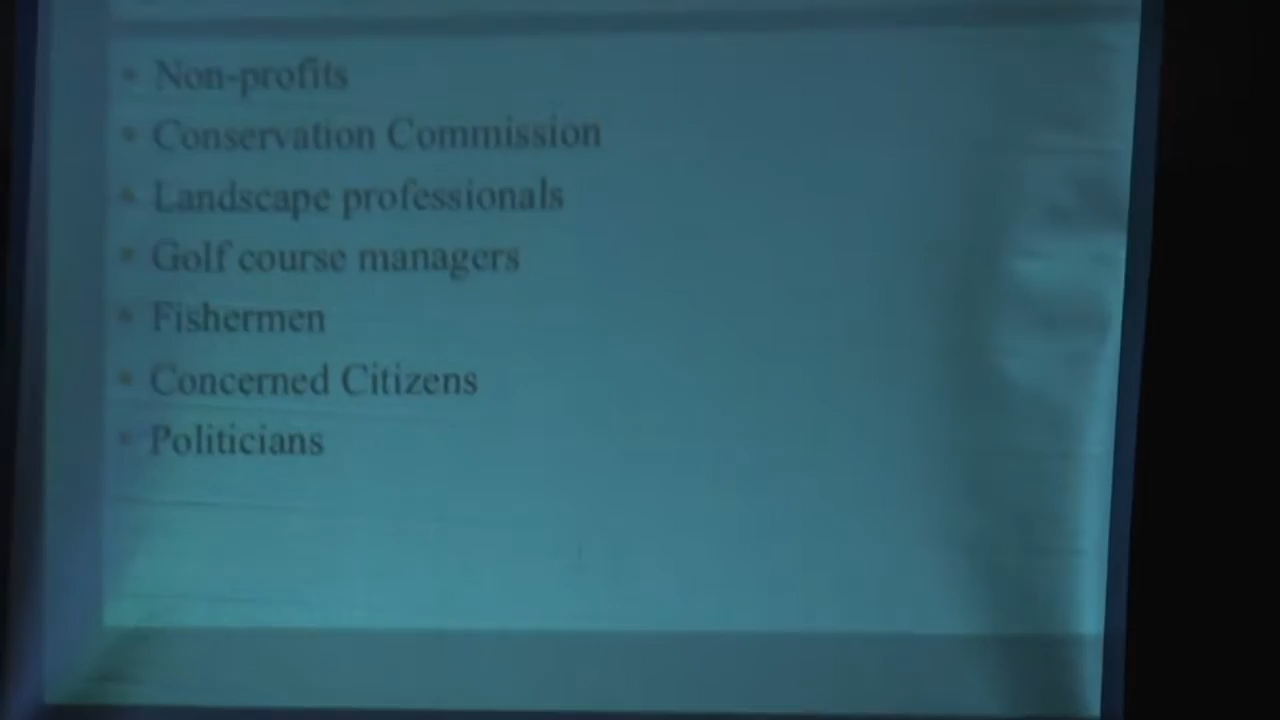 • Non-profits
• Conservation Commission
• Landscape professionals
• Golf course managers
• Fishermen
• Concerned Citizens
• Politicians